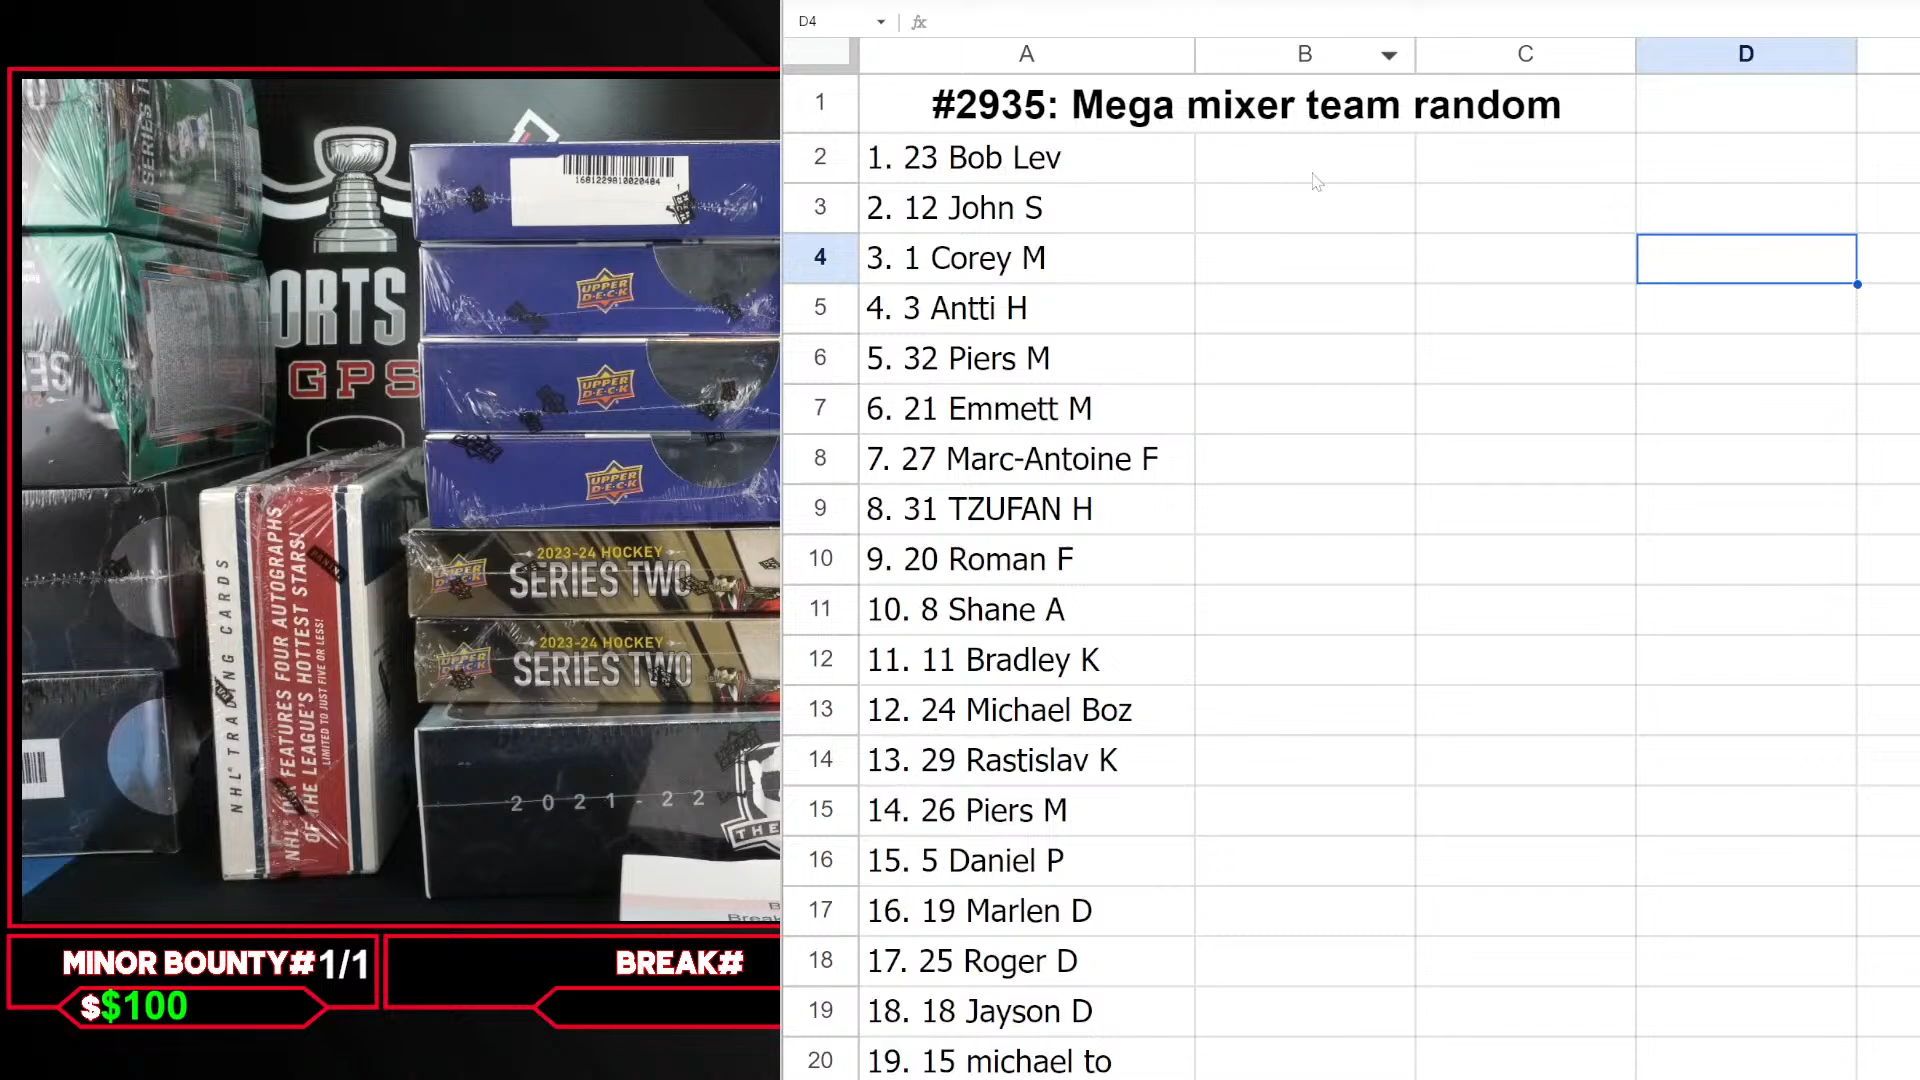 D4
fx
A
B
C
D
1
#2935: Mega mixer team random
2
1. 23 Bob Lev
3
2. 12 John S
4
3. 1 Corey M
5
4. 3 Antti H
6
5. 32 Piers M
7
6. 21 Emmett M
8
7. 27 Marc-Antoine F
9
8. 31 TZUFAN H
10
9. 20 Roman F
11
10. 8 Shane A
12
11. 11 Bradley K
13
12. 24 Michael Boz
14
13. 29 Rastislav K
15
14. 26 Piers M
16
15. 5 Daniel P
17
16. 19 Marlen D
18
17. 25 Roger D
19
18. 18 Jayson D
20
19. 15 michael to
ORTS
GPS
UPPER DECK
UPPER DECK
UPPER DECK
2023-24 HOCKEY
SERIES TWO
2023-24 HOCKEY
SERIES TWO
2021-22
THE
NHL TRADING CARDS
FEATURES FOUR AUTOGRAPHS
OF THE LEAGUE'S HOTTEST STARS!
LIMITED TO JUST FIVE OR LESS!
MINOR BOUNTY# 1/1
$$100
BREAK#